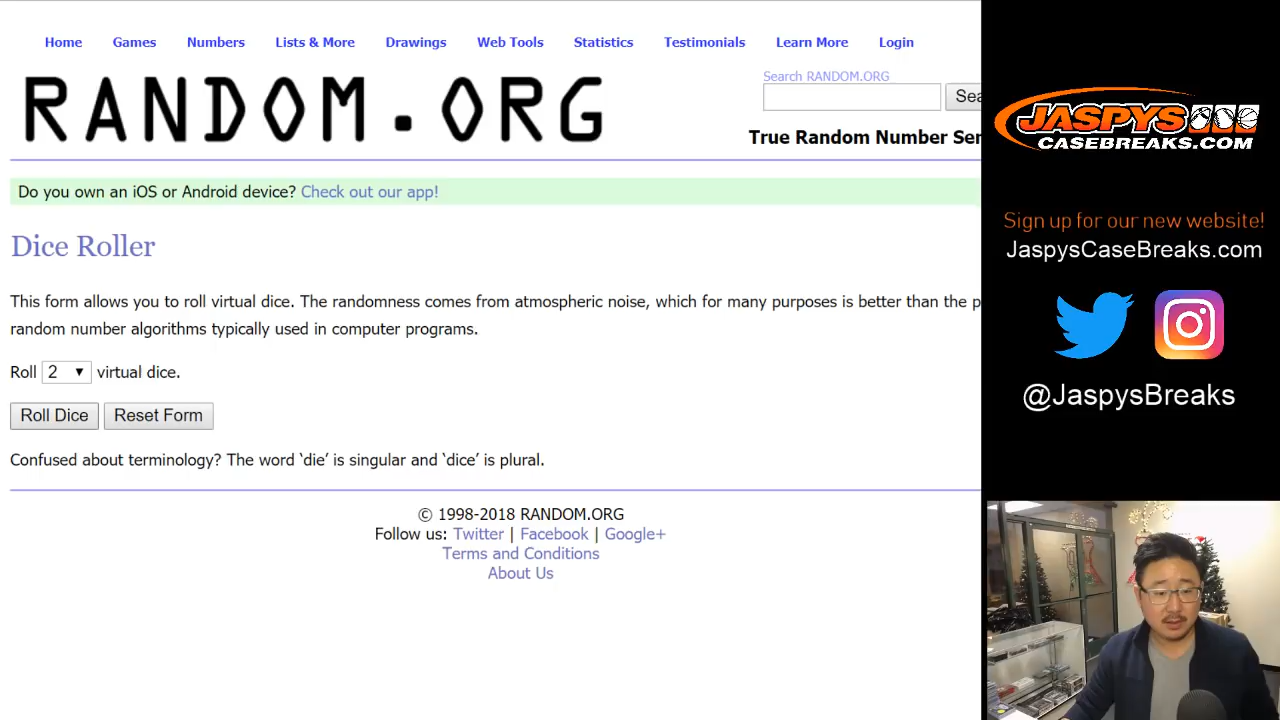 Home Games Numbers Lists & More Drawings Web Tools Statistics Testimonials Learn More Login
RANDOM.ORG
Search RANDOM.ORG
Sea
True Random Number Ser
Do you own an iOS or Android device? Check out our app!
Dice Roller
This form allows you to roll virtual dice. The randomness comes from atmospheric noise, which for many purposes is better than the p
random number algorithms typically used in computer programs.
Roll 2 ▼ virtual dice.
Roll Dice Reset Form
Confused about terminology? The word ‘die’ is singular and ‘dice’ is plural.
© 1998-2018 RANDOM.ORG
Follow us: Twitter | Facebook | Google+
Terms and Conditions
About Us
JASPYS
CASEBREAKS.COM
Sign up for our new website!
JaspysCaseBreaks.com
@JaspysBreaks